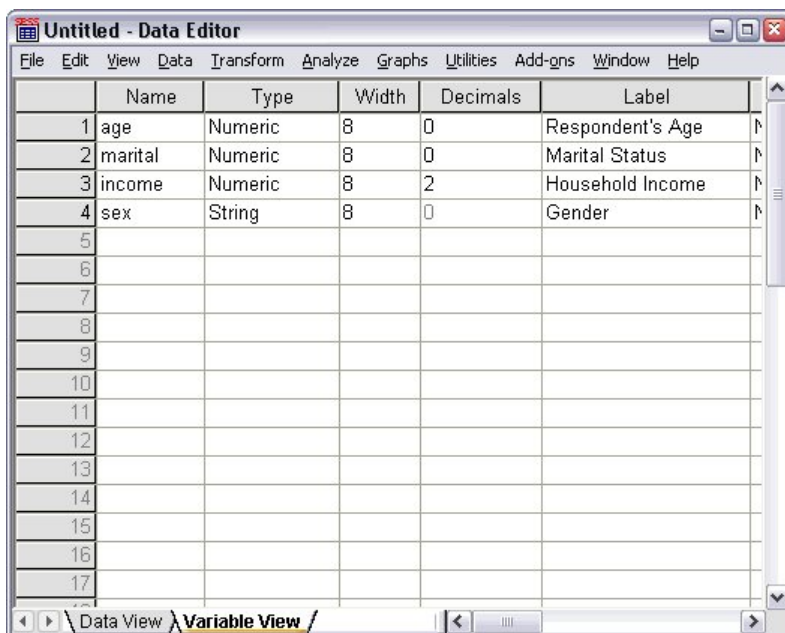 Untitled - Data Editor
File Edit View Data Transform Analyze Graphs Utilities Add-ons Window Help
Name Type Width Decimals Label
1 age Numeric 8 0 Respondent's Age N
2 marital Numeric 8 0 Marital Status N
3 income Numeric 8 2 Household Income N
4 sex String 8 0 Gender N
5
6
7
8
9
10
11
12
13
14
15
16
17
Data View Variable View